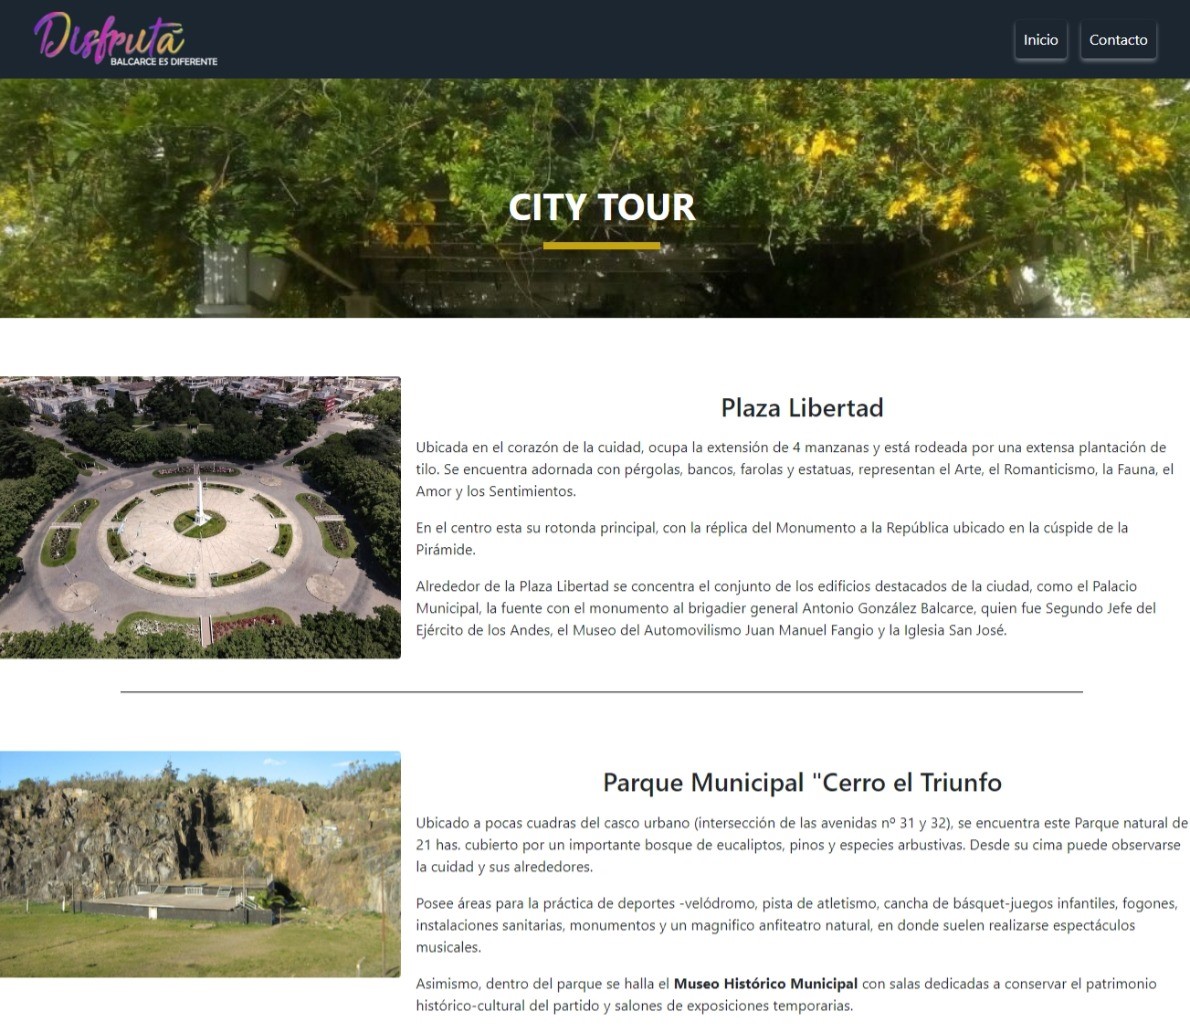 Disfrutá
BALCARCE ES DIFERENTE
Inicio
Contacto
CITY TOUR
Plaza Libertad
Ubicada en el corazón de la cuidad, ocupa la extensión de 4 manzanas y está rodeada por una extensa plantación de
tilo. Se encuentra adornada con pérgolas, bancos, farolas y estatuas, representan el Arte, el Romanticismo, la Fauna, el
Amor y los Sentimientos.
En el centro esta su rotonda principal, con la réplica del Monumento a la República ubicado en la cúspide de la
Pirámide.
Alrededor de la Plaza Libertad se concentra el conjunto de los edificios destacados de la ciudad, como el Palacio
Municipal, la fuente con el monumento al brigadier general Antonio González Balcarce, quien fue Segundo Jefe del
Ejército de los Andes, el Museo del Automovilismo Juan Manuel Fangio y la Iglesia San José.
Parque Municipal "Cerro el Triunfo
Ubicado a pocas cuadras del casco urbano (intersección de las avenidas nº 31 y 32), se encuentra este Parque natural de
21 has. cubierto por un importante bosque de eucaliptos, pinos y especies arbustivas. Desde su cima puede observarse
la cuidad y sus alrededores.
Posee áreas para la práctica de deportes -velódromo, pista de atletismo, cancha de básquet-juegos infantiles, fogones,
instalaciones sanitarias, monumentos y un magnifico anfiteatro natural, en donde suelen realizarse espectáculos
musicales.
Asimismo, dentro del parque se halla el Museo Histórico Municipal con salas dedicadas a conservar el patrimonio
histórico-cultural del partido y salones de exposiciones temporarias.